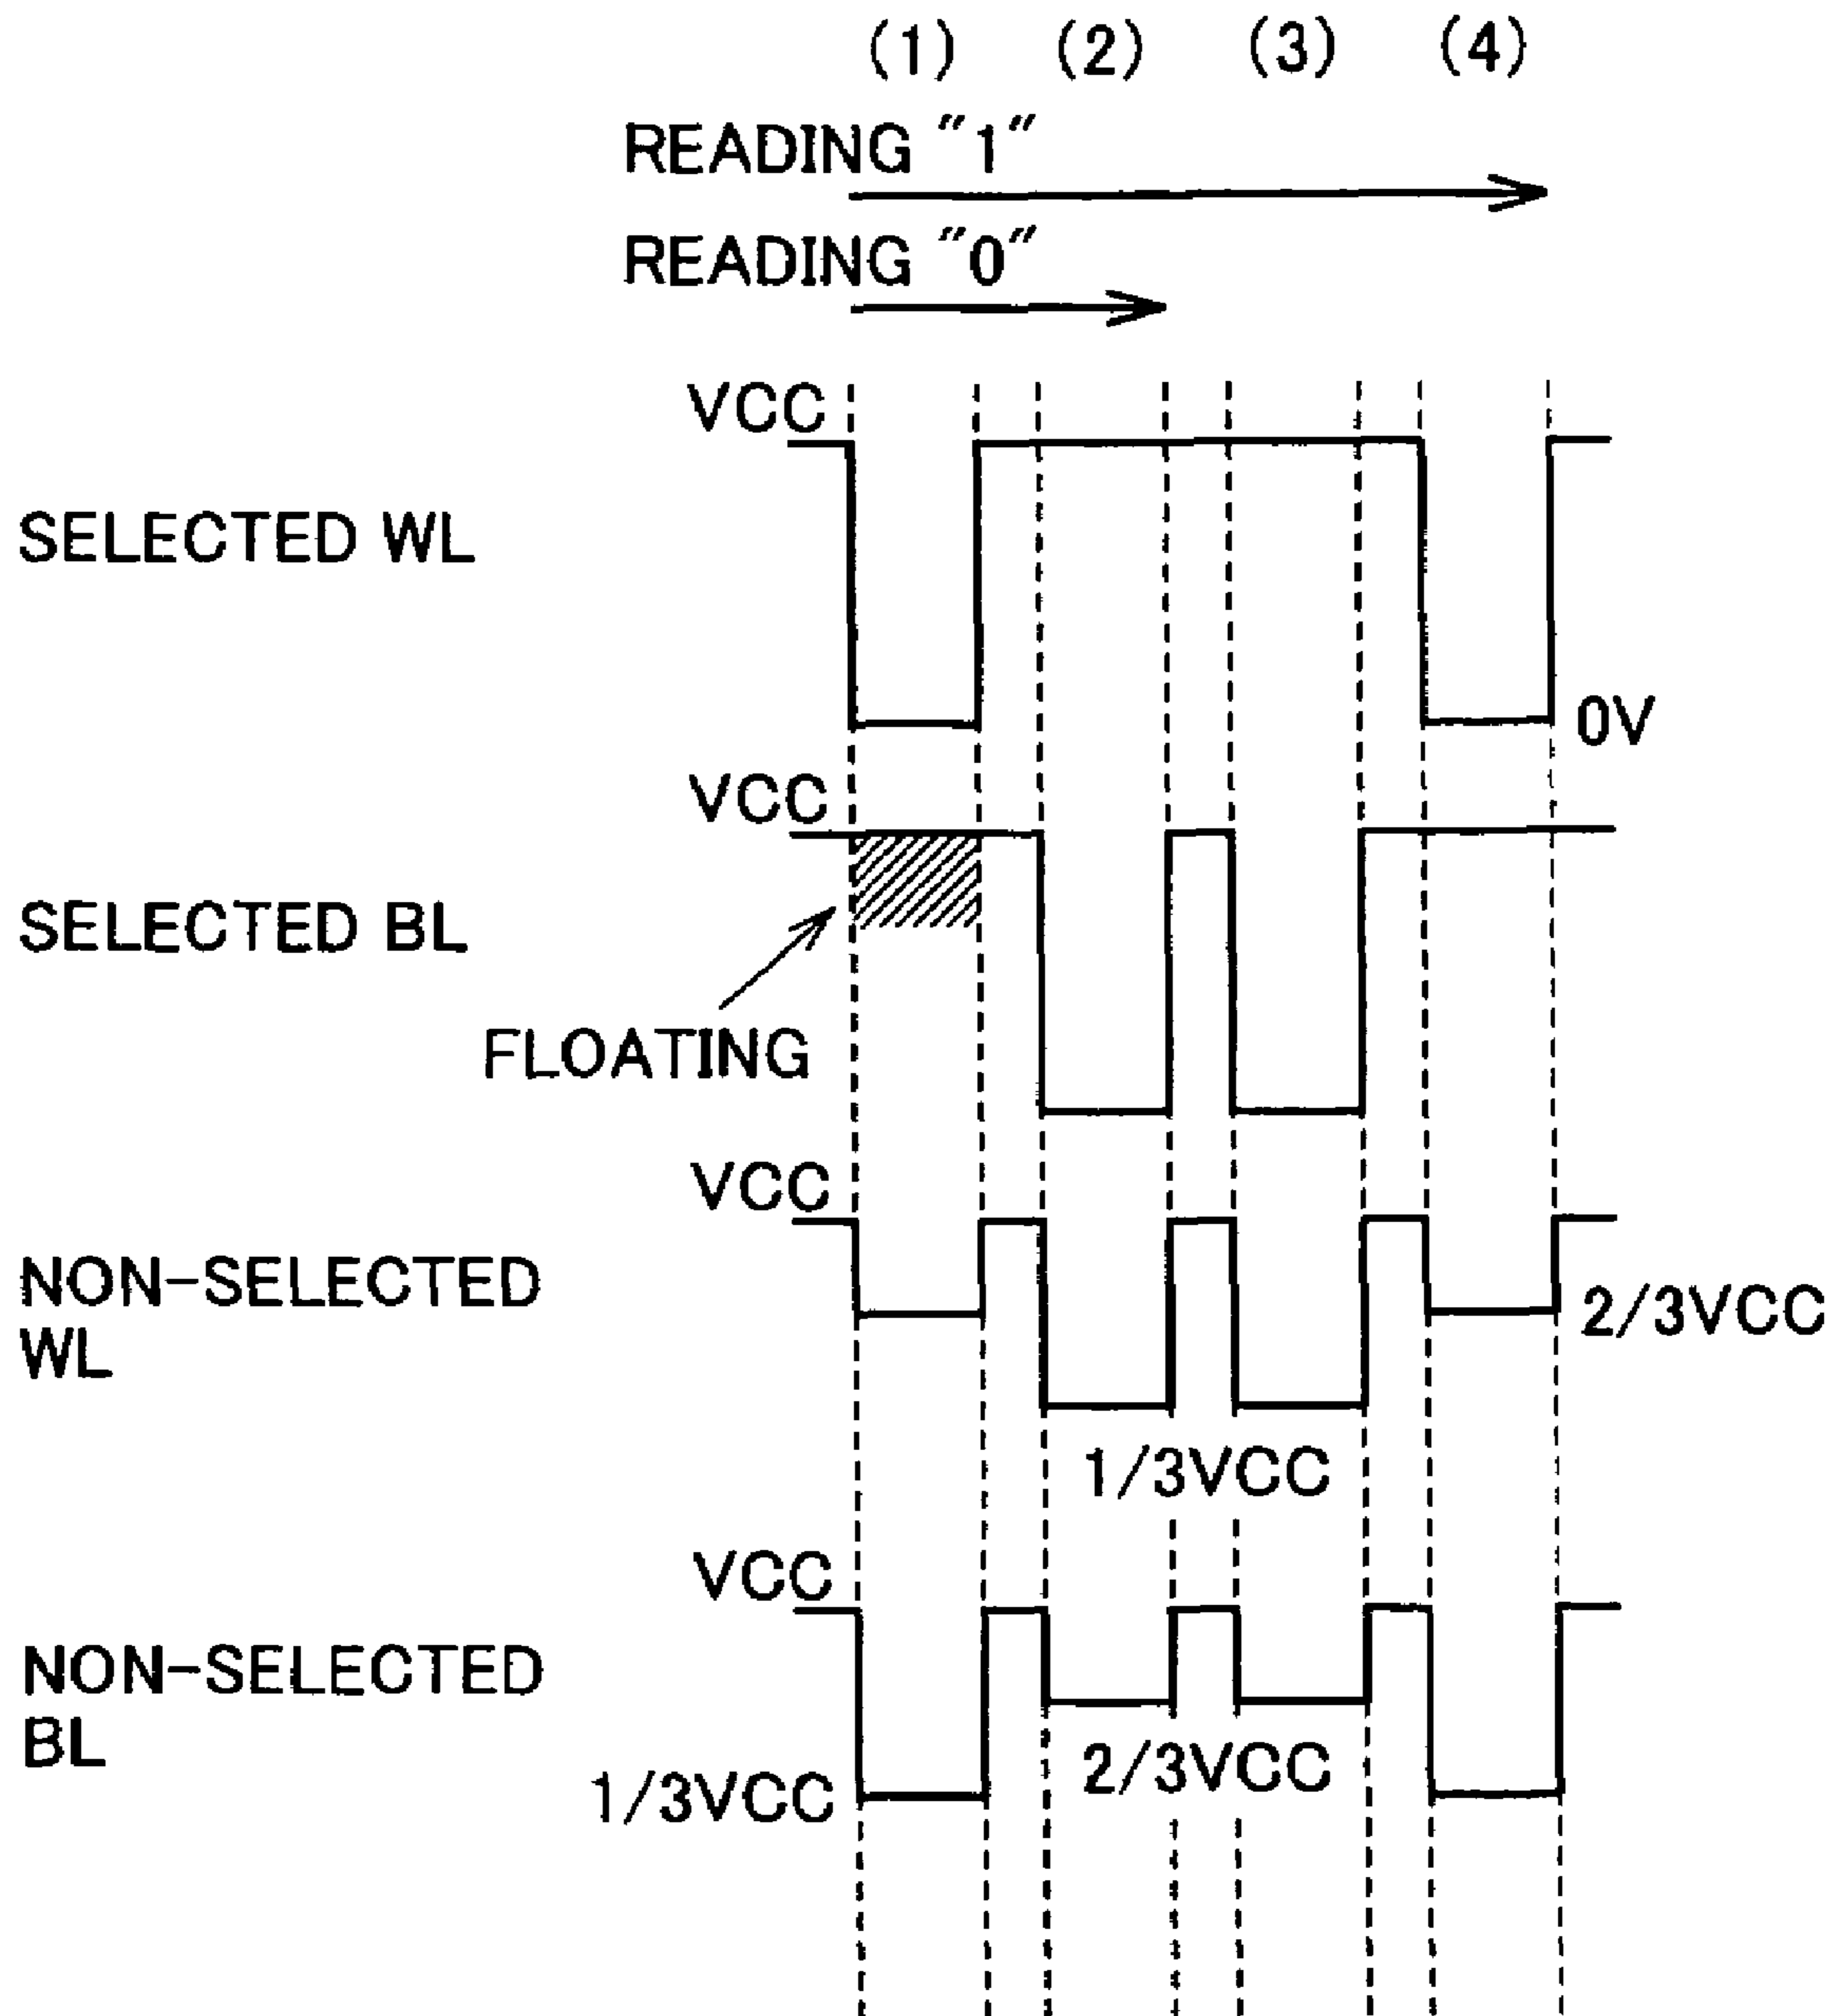 (1) (2) (3) (4)
READING "1"
READING "0"
VCC
SELECTED WL
0V
VCC
SELECTED BL
FLOATING
VCC
NON-SELECTED
WL
2/3VCC
1/3VCC
VCC
NON-SELECTED
BL
2/3VCC
1/3VCC